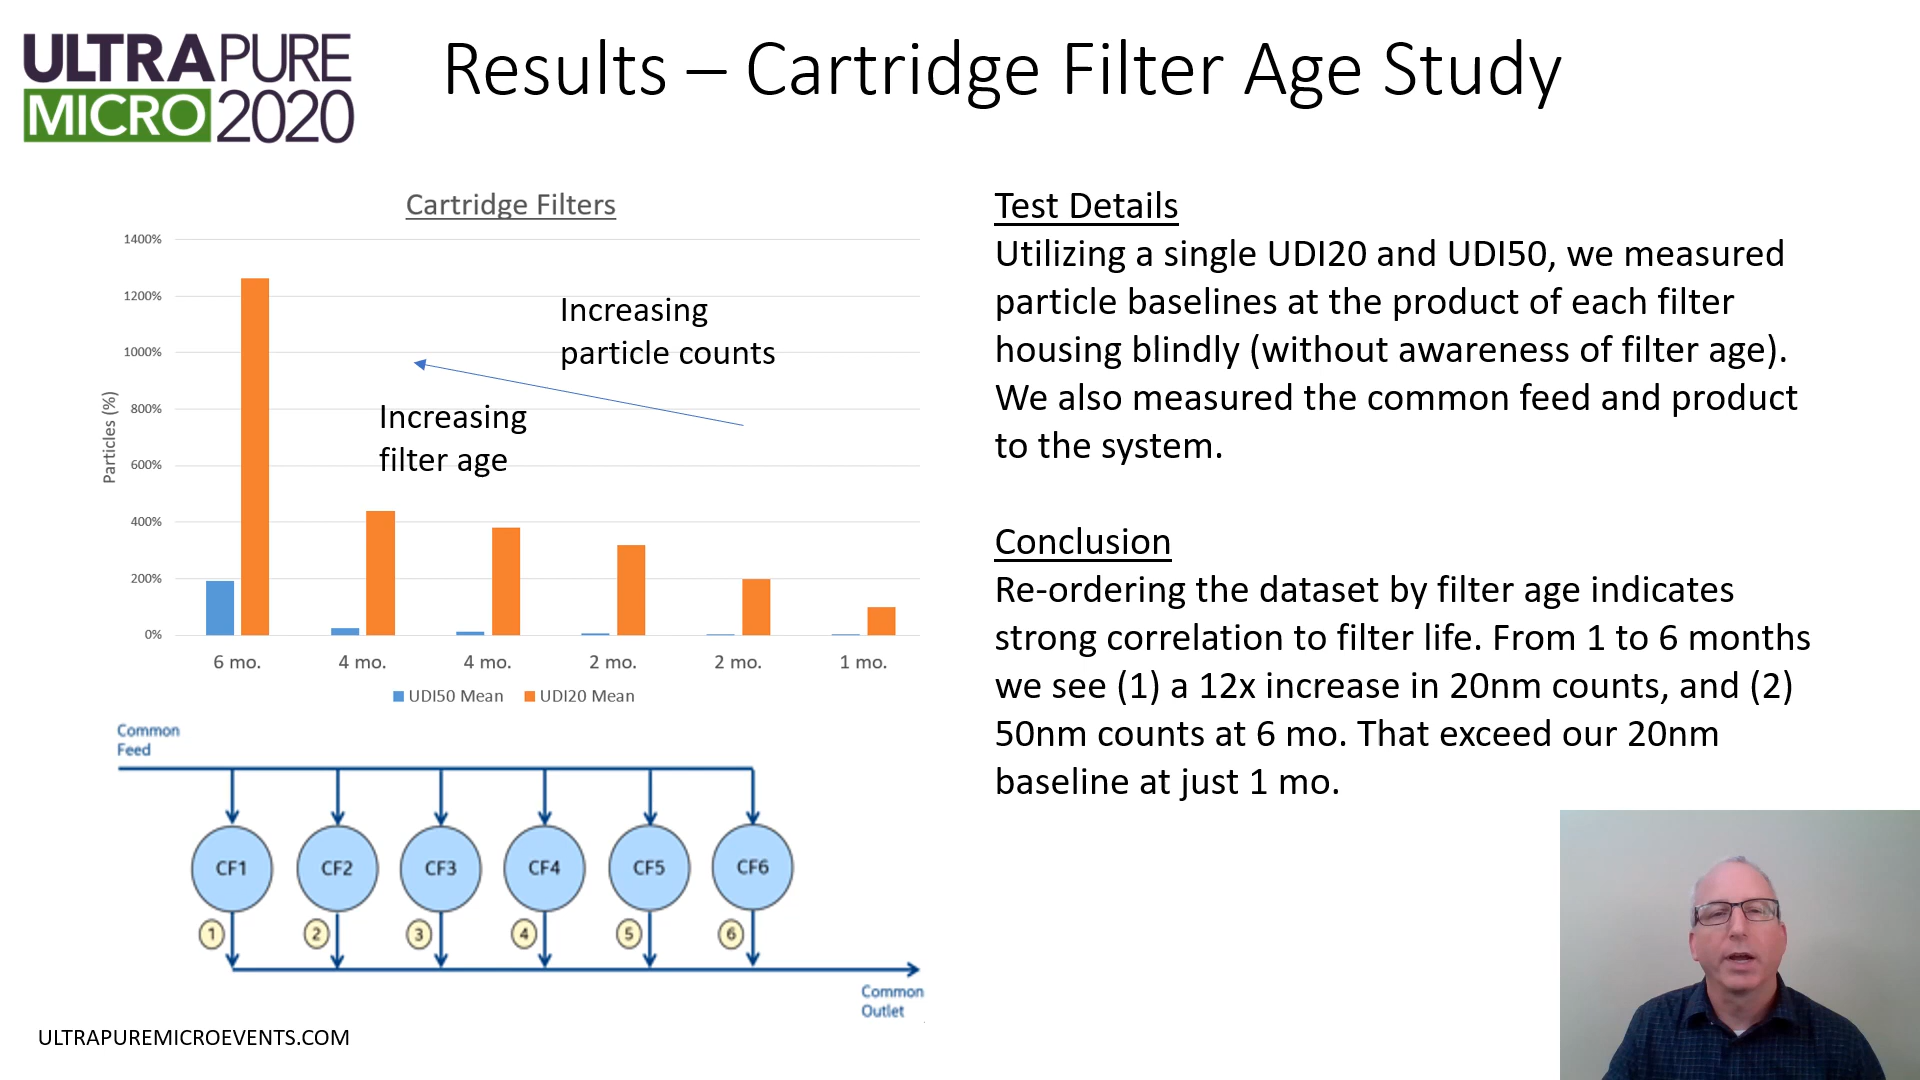 ULTRAPURE
MICRO 2020
Results – Cartridge Filter Age Study
Cartridge Filters
1400%
1200%
1000%
800%
600%
400%
200%
0%
Particles (%)
Increasing
particle counts
Increasing
filter age
6 mo.
4 mo.
4 mo.
2 mo.
2 mo.
1 mo.
UDI50 Mean
UDI20 Mean
Common
Feed
CF1
CF2
CF3
CF4
CF5
CF6
1
2
3
4
5
6
Common
Outlet
Test Details
Utilizing a single UDI20 and UDI50, we measured
particle baselines at the product of each filter
housing blindly (without awareness of filter age).
We also measured the common feed and product
to the system.
Conclusion
Re-ordering the dataset by filter age indicates
strong correlation to filter life. From 1 to 6 months
we see (1) a 12x increase in 20nm counts, and (2)
50nm counts at 6 mo. That exceed our 20nm
baseline at just 1 mo.
ULTRAPUREMICROEVENTS.COM